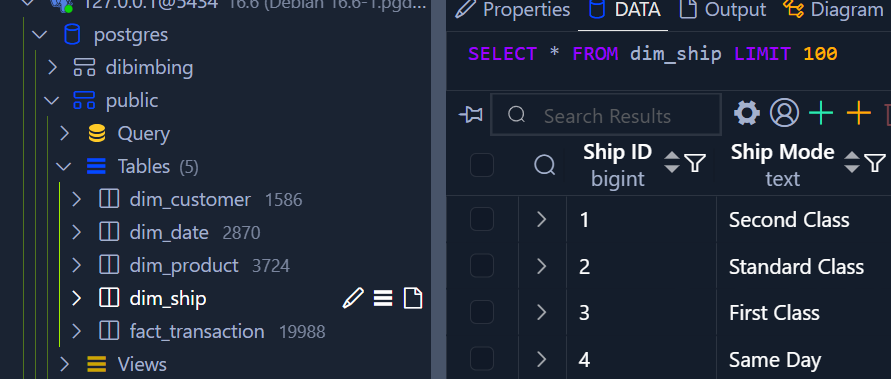 127.0.0.1@5434 16.6 (Debian 16.6-1.pgd...
postgres
dibimbing
public
Query
Tables (5)
dim_customer 1586
dim_date 2870
dim_product 3724
dim_ship
fact_transaction 19988
Views
Properties DATA Output Diagram
SELECT * FROM dim_ship LIMIT 100
Search Results
Ship ID Ship Mode
bigint text
1 Second Class
2 Standard Class
3 First Class
4 Same Day